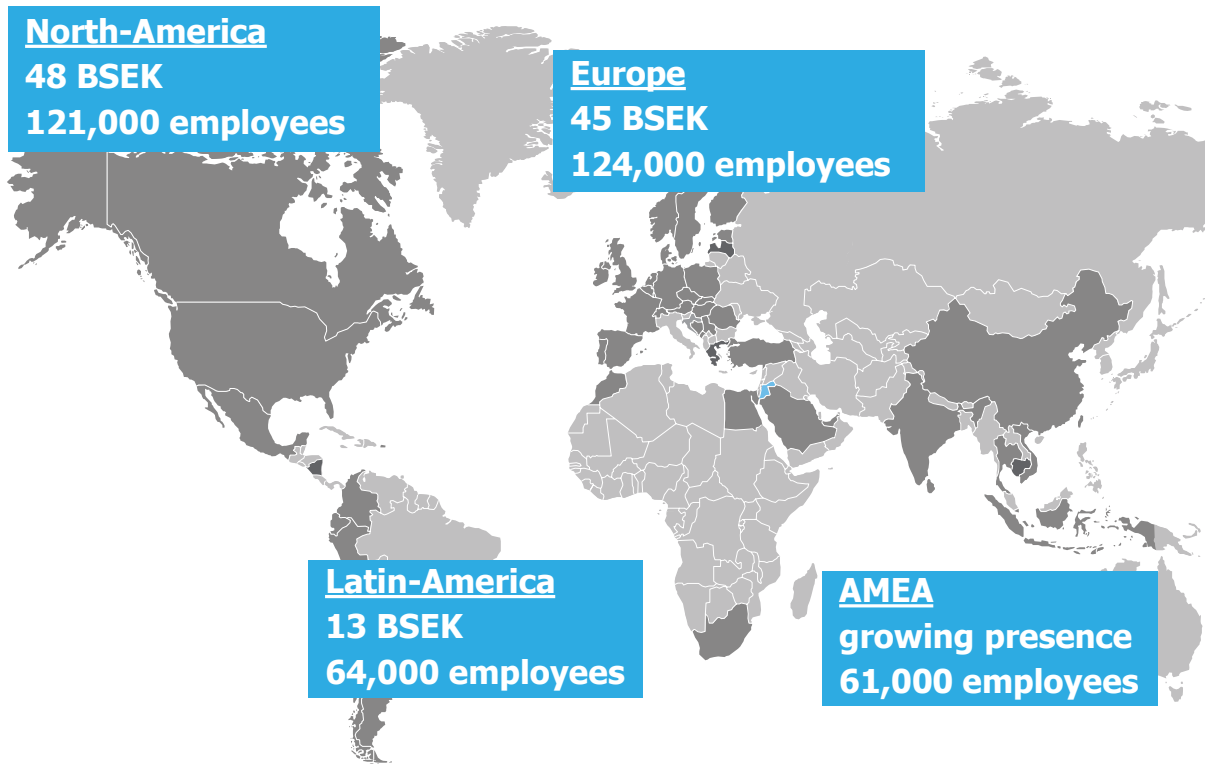 North-America
48 BSEK
121,000 employees
Europe
45 BSEK
124,000 employees
Latin-America
13 BSEK
64,000 employees
AMEA
growing presence
61,000 employees